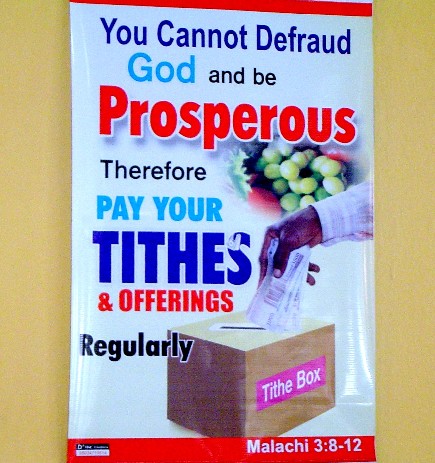 You Cannot Defraud
God and be
Prosperous
Therefore
PAY YOUR
TITHES
& OFFERINGS
Regularly
Tithe Box
Malachi 3:8-12